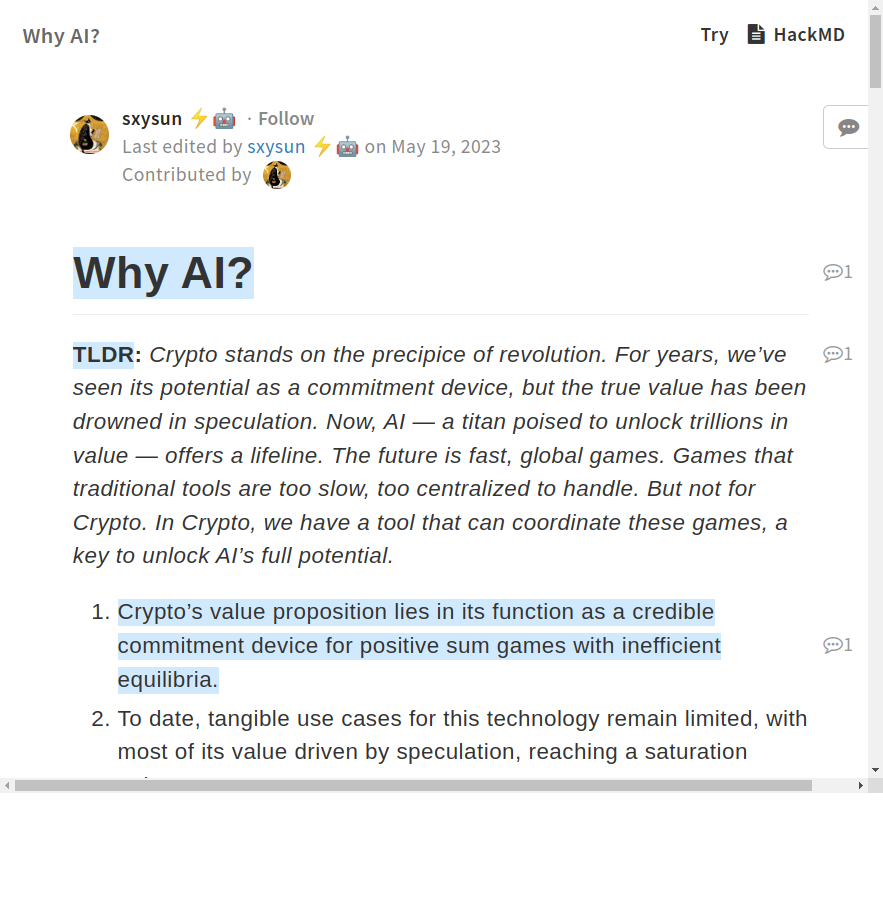 Why AI?
Try HackMD
sxysun ⚡🤖 · Follow
Last edited by sxysun ⚡🤖 on May 19, 2023
Contributed by
Why AI?
1
TLDR: Crypto stands on the precipice of revolution. For years, we’ve
1
seen its potential as a commitment device, but the true value has been
drowned in speculation. Now, AI — a titan poised to unlock trillions in
value — offers a lifeline. The future is fast, global games. Games that
traditional tools are too slow, too centralized to handle. But not for
Crypto. In Crypto, we have a tool that can coordinate these games, a
key to unlock AI’s full potential.
1. Crypto’s value proposition lies in its function as a credible
commitment device for positive sum games with inefficient
1
equilibria.
2. To date, tangible use cases for this technology remain limited, with
most of its value driven by speculation, reaching a saturation